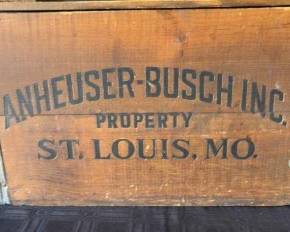 ANHEUSER-BUSCH, INC.
PROPERTY
ST. LOUIS, MO.